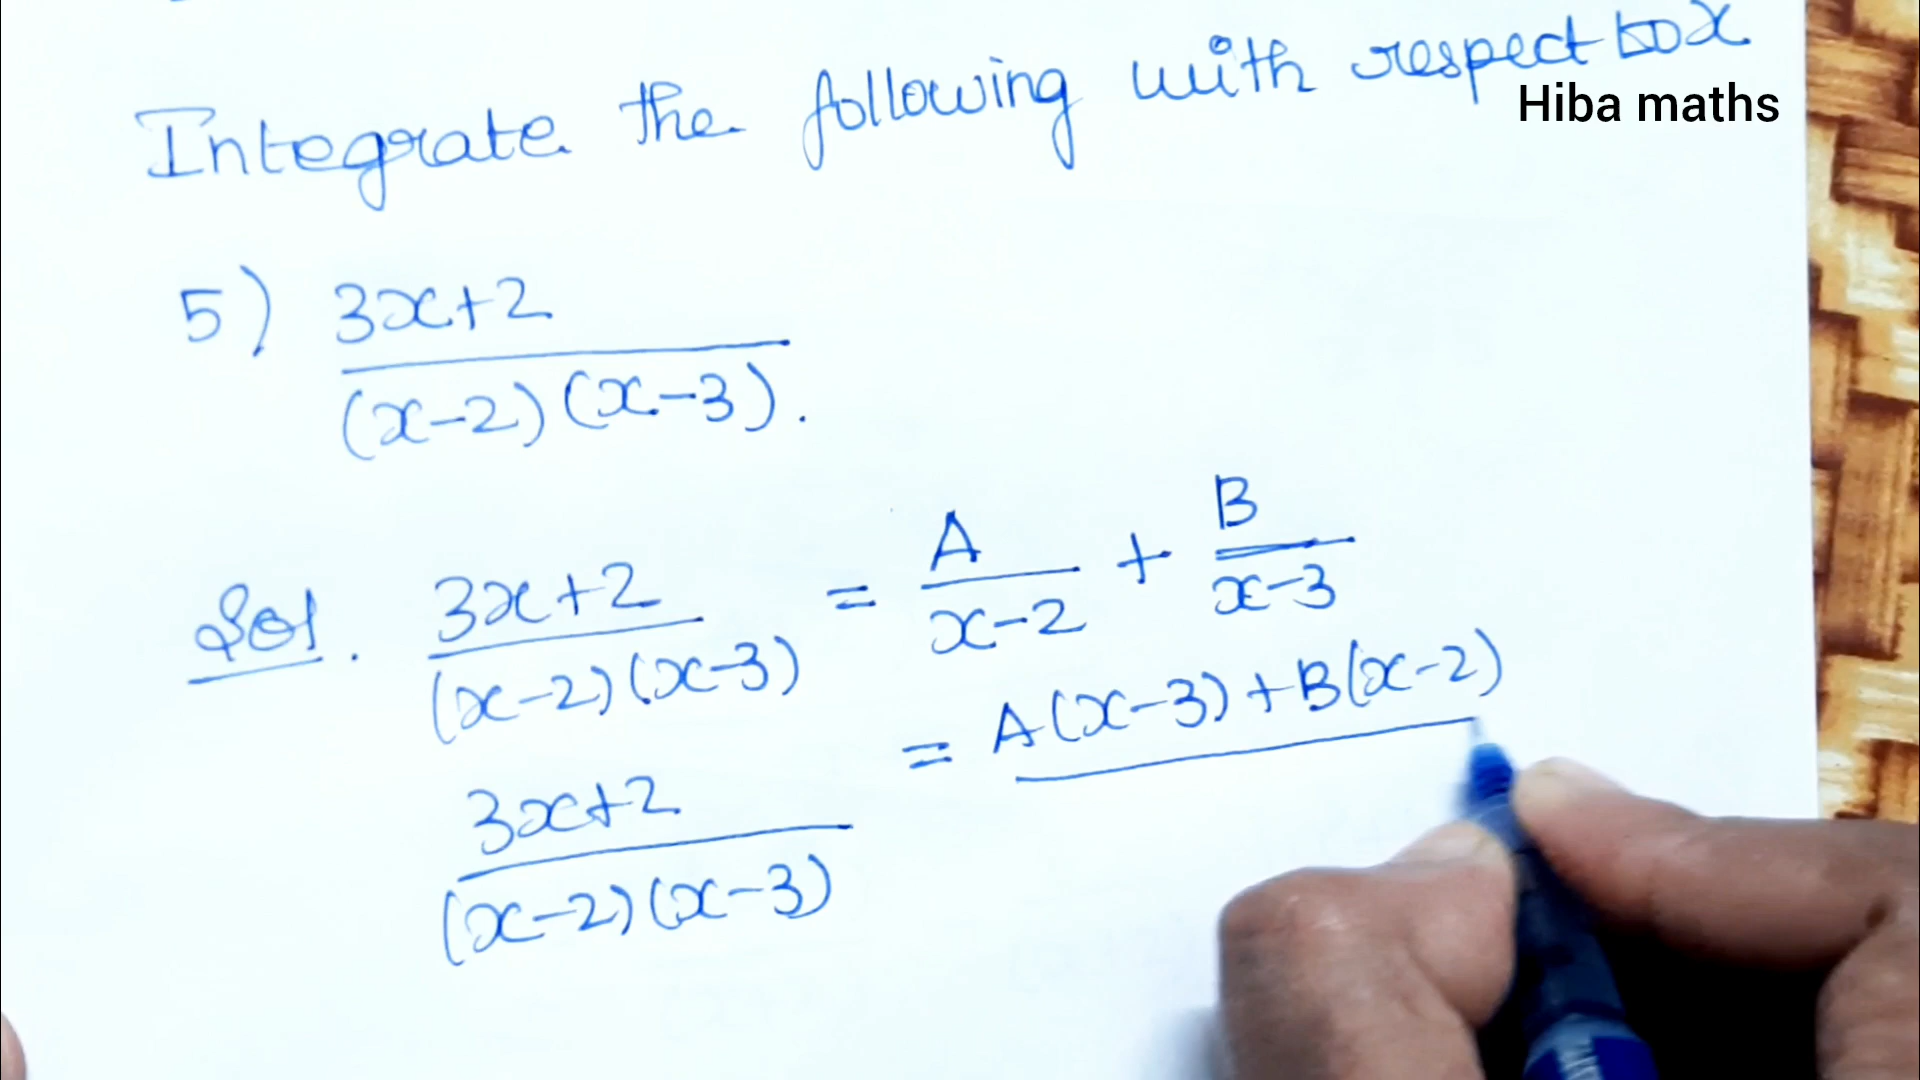 Integrate the following with respect to x
Hiba maths
5) 3x+2
(x-2)(x-3).
Sol. 3x+2 / (x-2)(x-3) = A / x-2 + B / x-3
3x+2 / (x-2)(x-3) = A(x-3)+B(x-2)